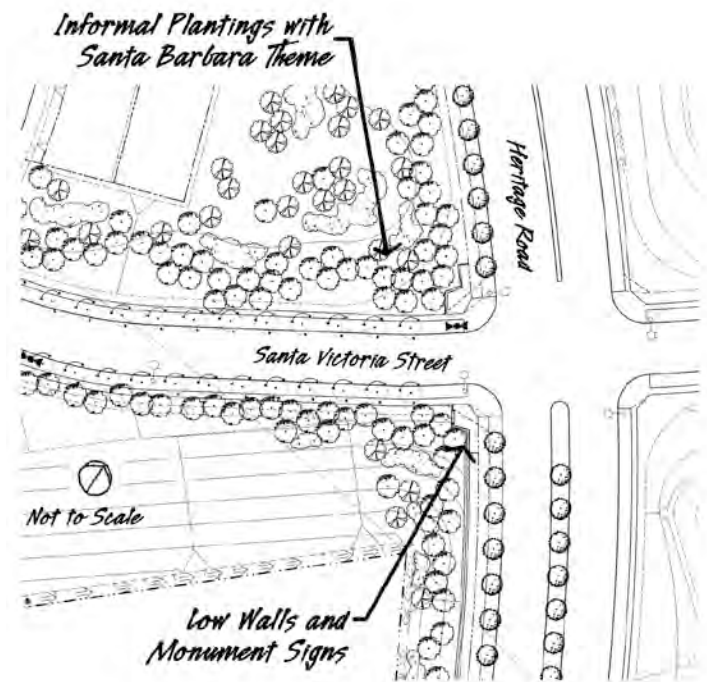 Informal Plantings with
Santa Barbara Theme
Heritage Road
Santa Victoria Street
Not to Scale
Low Walls and
Monument Signs